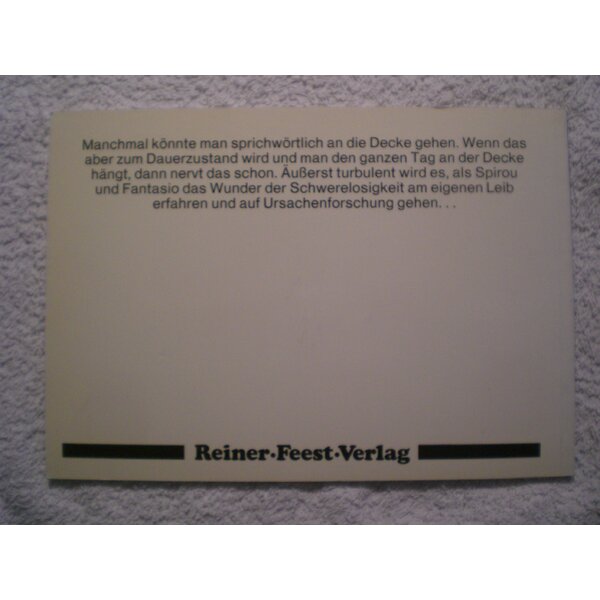 Manchmal könnte man sprichwörtlich an die Decke gehen. Wenn das
aber zum Dauerzustand wird und man den ganzen Tag an der Decke
hängt, dann nervt das schon. Äußerst turbulent wird es, als Spirou
und Fantasio das Wunder der Schwerelosigkeit am eigenen Leib
erfahren und auf Ursachenforschung gehen. . .
Reiner·Feest·Verlag